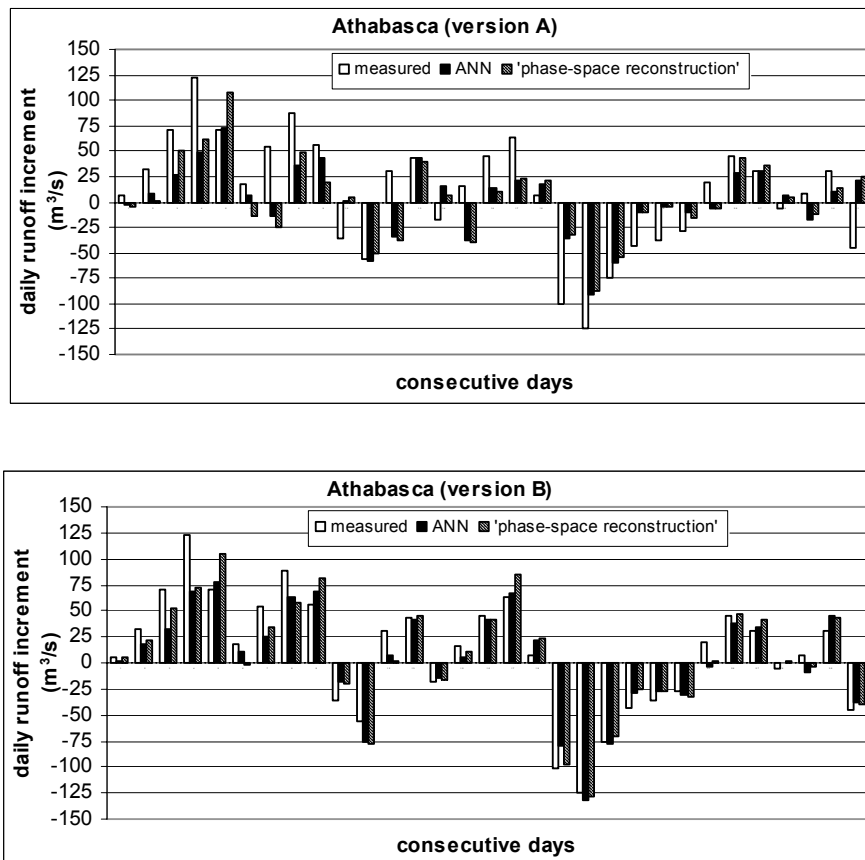 Athabasca (version A)
150
125
100
75
50
25
0
-25
-50
-75
-100
-125
-150
measured ANN 'phase-space reconstruction'
daily runoff increment
(m³/s)
consecutive days
Athabasca (version B)
150
125
100
75
50
25
0
-25
-50
-75
-100
-125
-150
measured ANN 'phase-space reconstruction'
daily runoff increment
(m³/s)
consecutive days